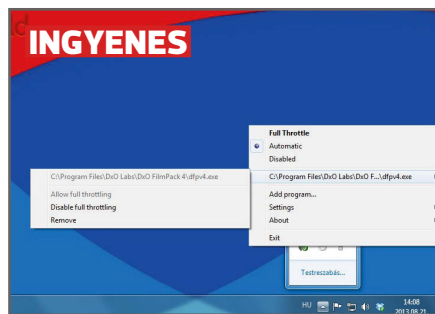 INGYENES
Full Throttle
Automatic
Disabled
C:\Program Files\DxO Labs\DxO F...\dfpv4.exe
Add program...
Settings
About
Exit
C:\Program Files\DxO Labs\DxO FilmPack 4\dfpv4.exe
Allow full throttling
Disable full throttling
Remove
Testreszabás...
HU
14:08
2013.08.21.